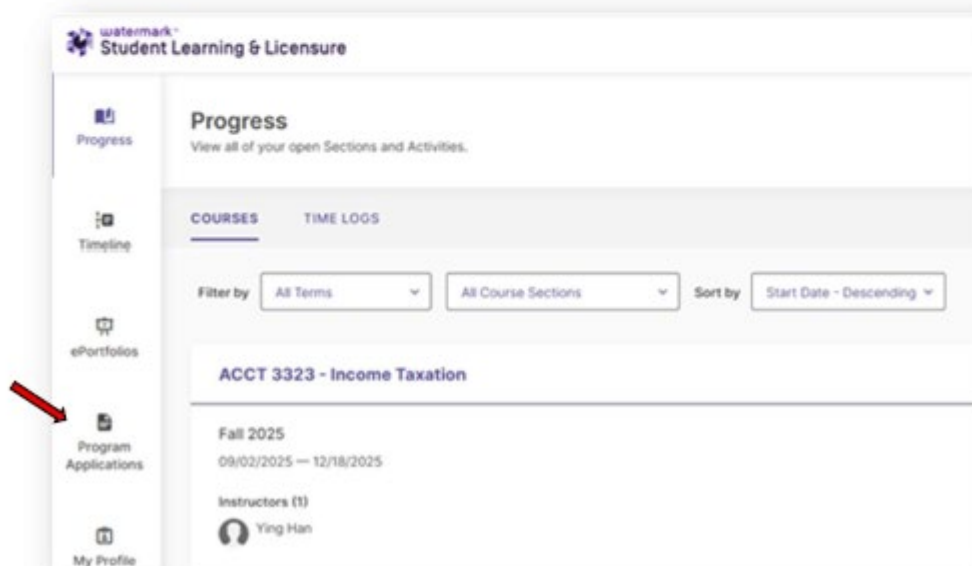 watermark™
Student Learning & Licensure
Progress
Timeline
ePortfolios
Program
Applications
My Profile
Progress
View all of your open Sections and Activities.
COURSES TIME LOGS
Filter by All Terms All Course Sections Sort by Start Date - Descending
ACCT 3323 - Income Taxation
Fall 2025
09/02/2025 — 12/18/2025
Instructors (1)
Ying Han